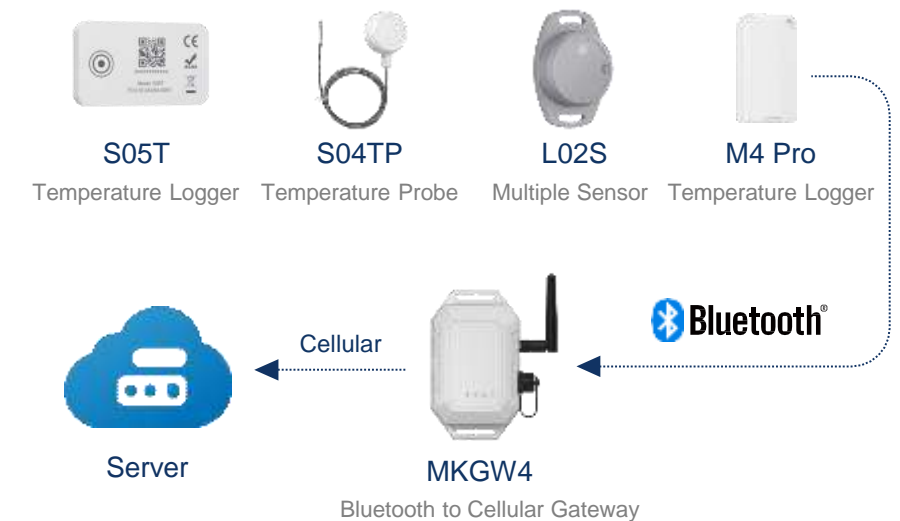 S05T
S04TP
L02S
M4 Pro
Temperature Logger
Temperature Probe
Multiple Sensor
Temperature Logger
Bluetooth®
Cellular
Server
MKGW4
Bluetooth to Cellular Gateway